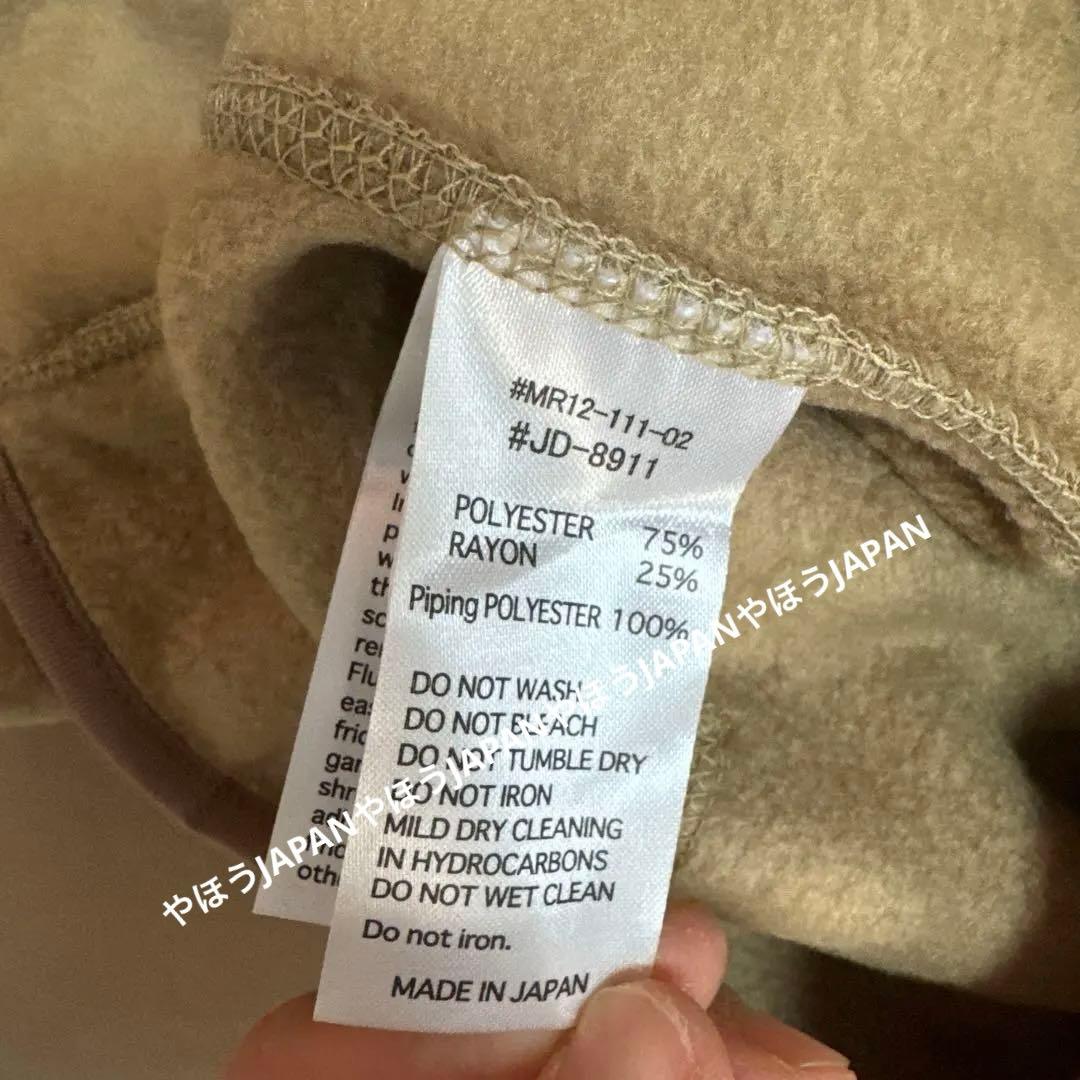 #MR12-111-02
#JD-8911
POLYESTER 75%
RAYON 25%
Piping POLYESTER 100%
DO NOT WASH
DO NOT BLEACH
DO NOT TUMBLE DRY
DO NOT IRON
MILD DRY CLEANING
IN HYDROCARBONS
DO NOT WET CLEAN
Do not iron.
MADE IN JAPAN
やほうJAPANやほうJAPANやほうJAPANやほうJAPAN